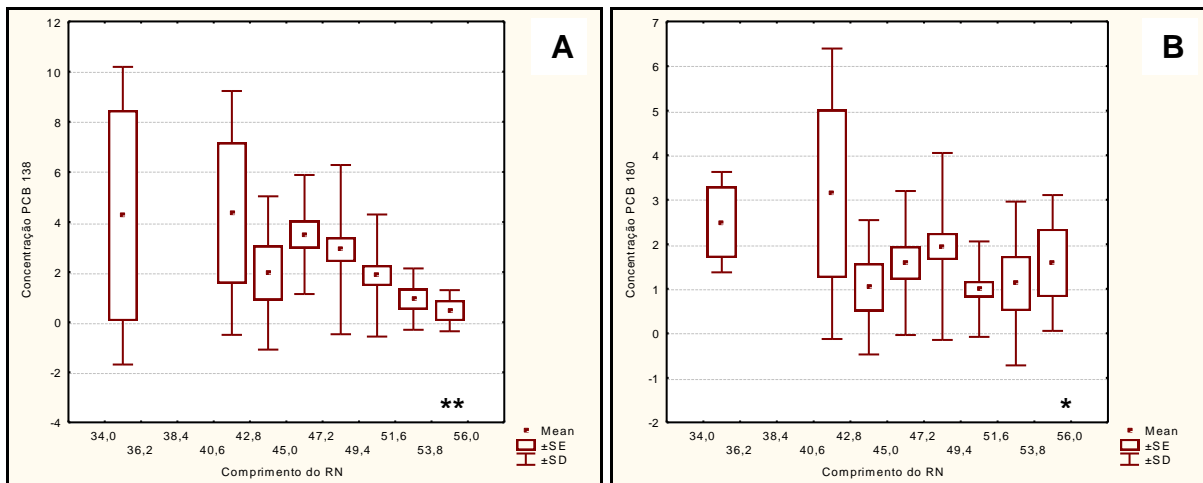 A
Concentração PCB 138
12
10
8
6
4
2
0
-2
-4
34,0 38,4 42,8 47,2 51,6 56,0
36,2 40,6 45,0 49,4 53,8
Comprimento do RN
**
Mean
±SE
±SD
B
Concentração PCB 180
7
6
5
4
3
2
1
0
-1
-2
34,0 38,4 42,8 47,2 51,6 56,0
36,2 40,6 45,0 49,4 53,8
Comprimento do RN
*
Mean
±SE
±SD